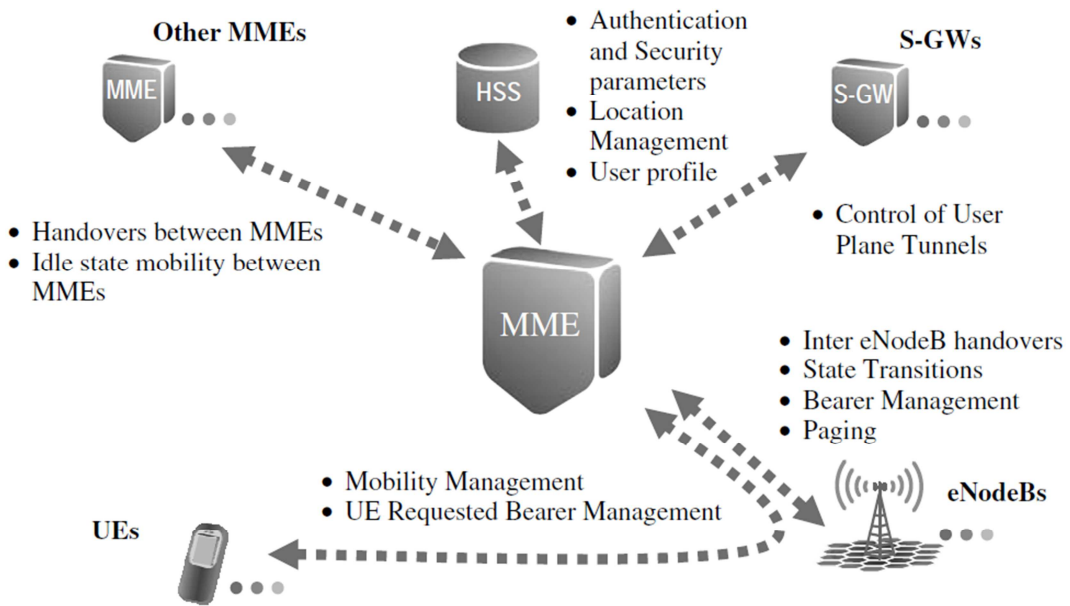 Other MMEs
MME
HSS
• Authentication
and Security
parameters
• Location
Management
• User profile
S-GWs
S-GW
• Handovers between MMEs
• Idle state mobility between
MMEs
• Control of User
Plane Tunnels
MME
• Inter eNodeB handovers
• State Transitions
• Bearer Management
• Paging
• Mobility Management
• UE Requested Bearer Management
UEs
eNodeBs